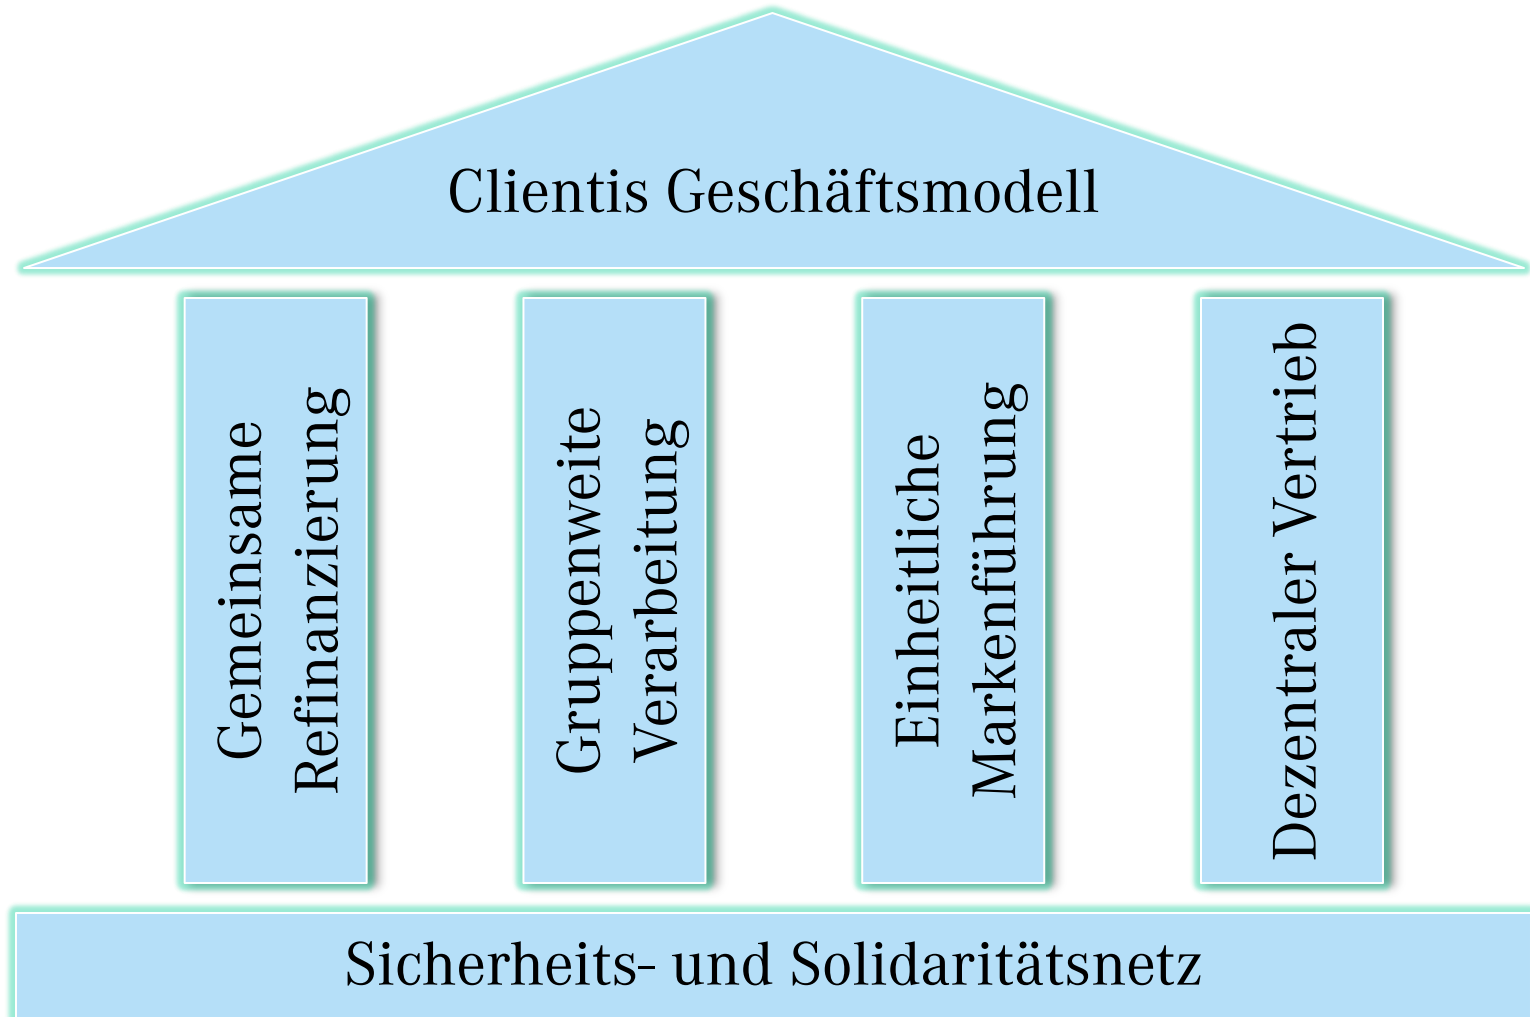 Clientis Geschäftsmodell
Gemeinsame
Refinanzierung
Gruppenweite
Verarbeitung
Einheitliche
Markenführung
Dezentraler Vertrieb
Sicherheits- und Solidaritätsnetz